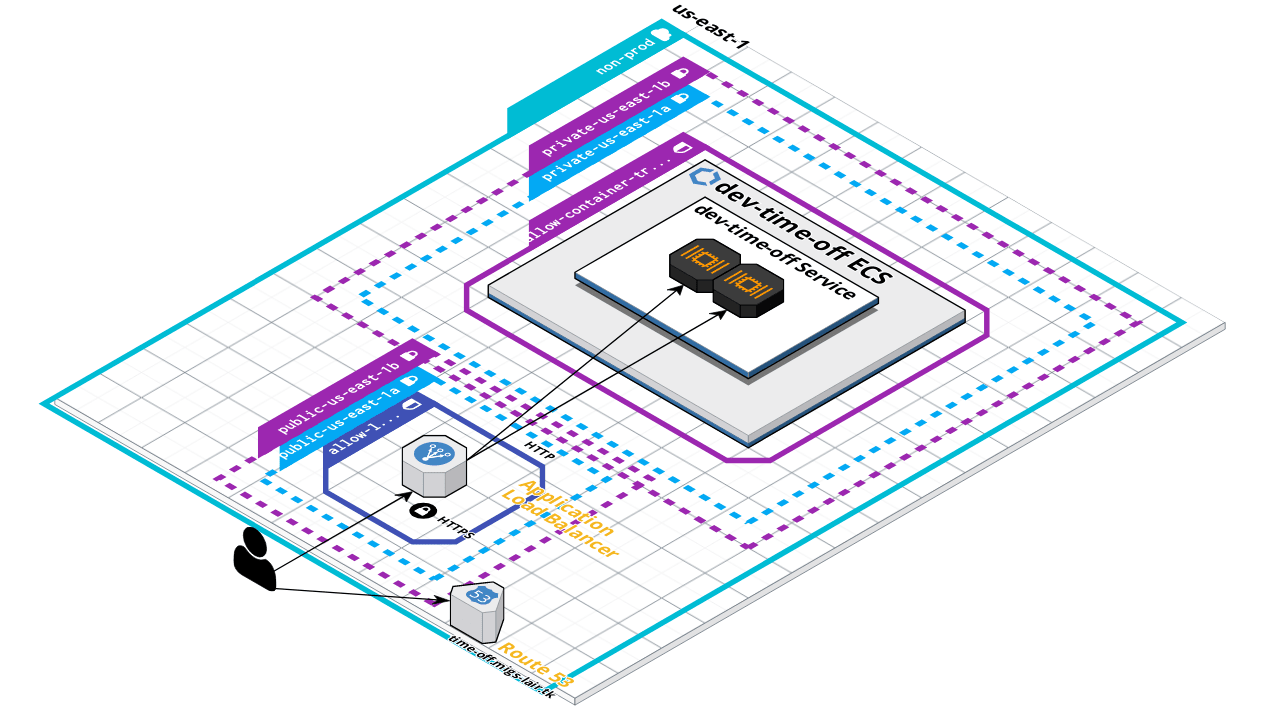 us-east-1
non-prod
private-us-east-1b
private-us-east-1a
allow-container-tr...
dev-time-off ECS
dev-time-off Service
public-us-east-1b
public-us-east-1a
allow-l...
HTTP
Application
Load Balancer
HTTPS
53
Route 53
time-off.migs-lair.tk